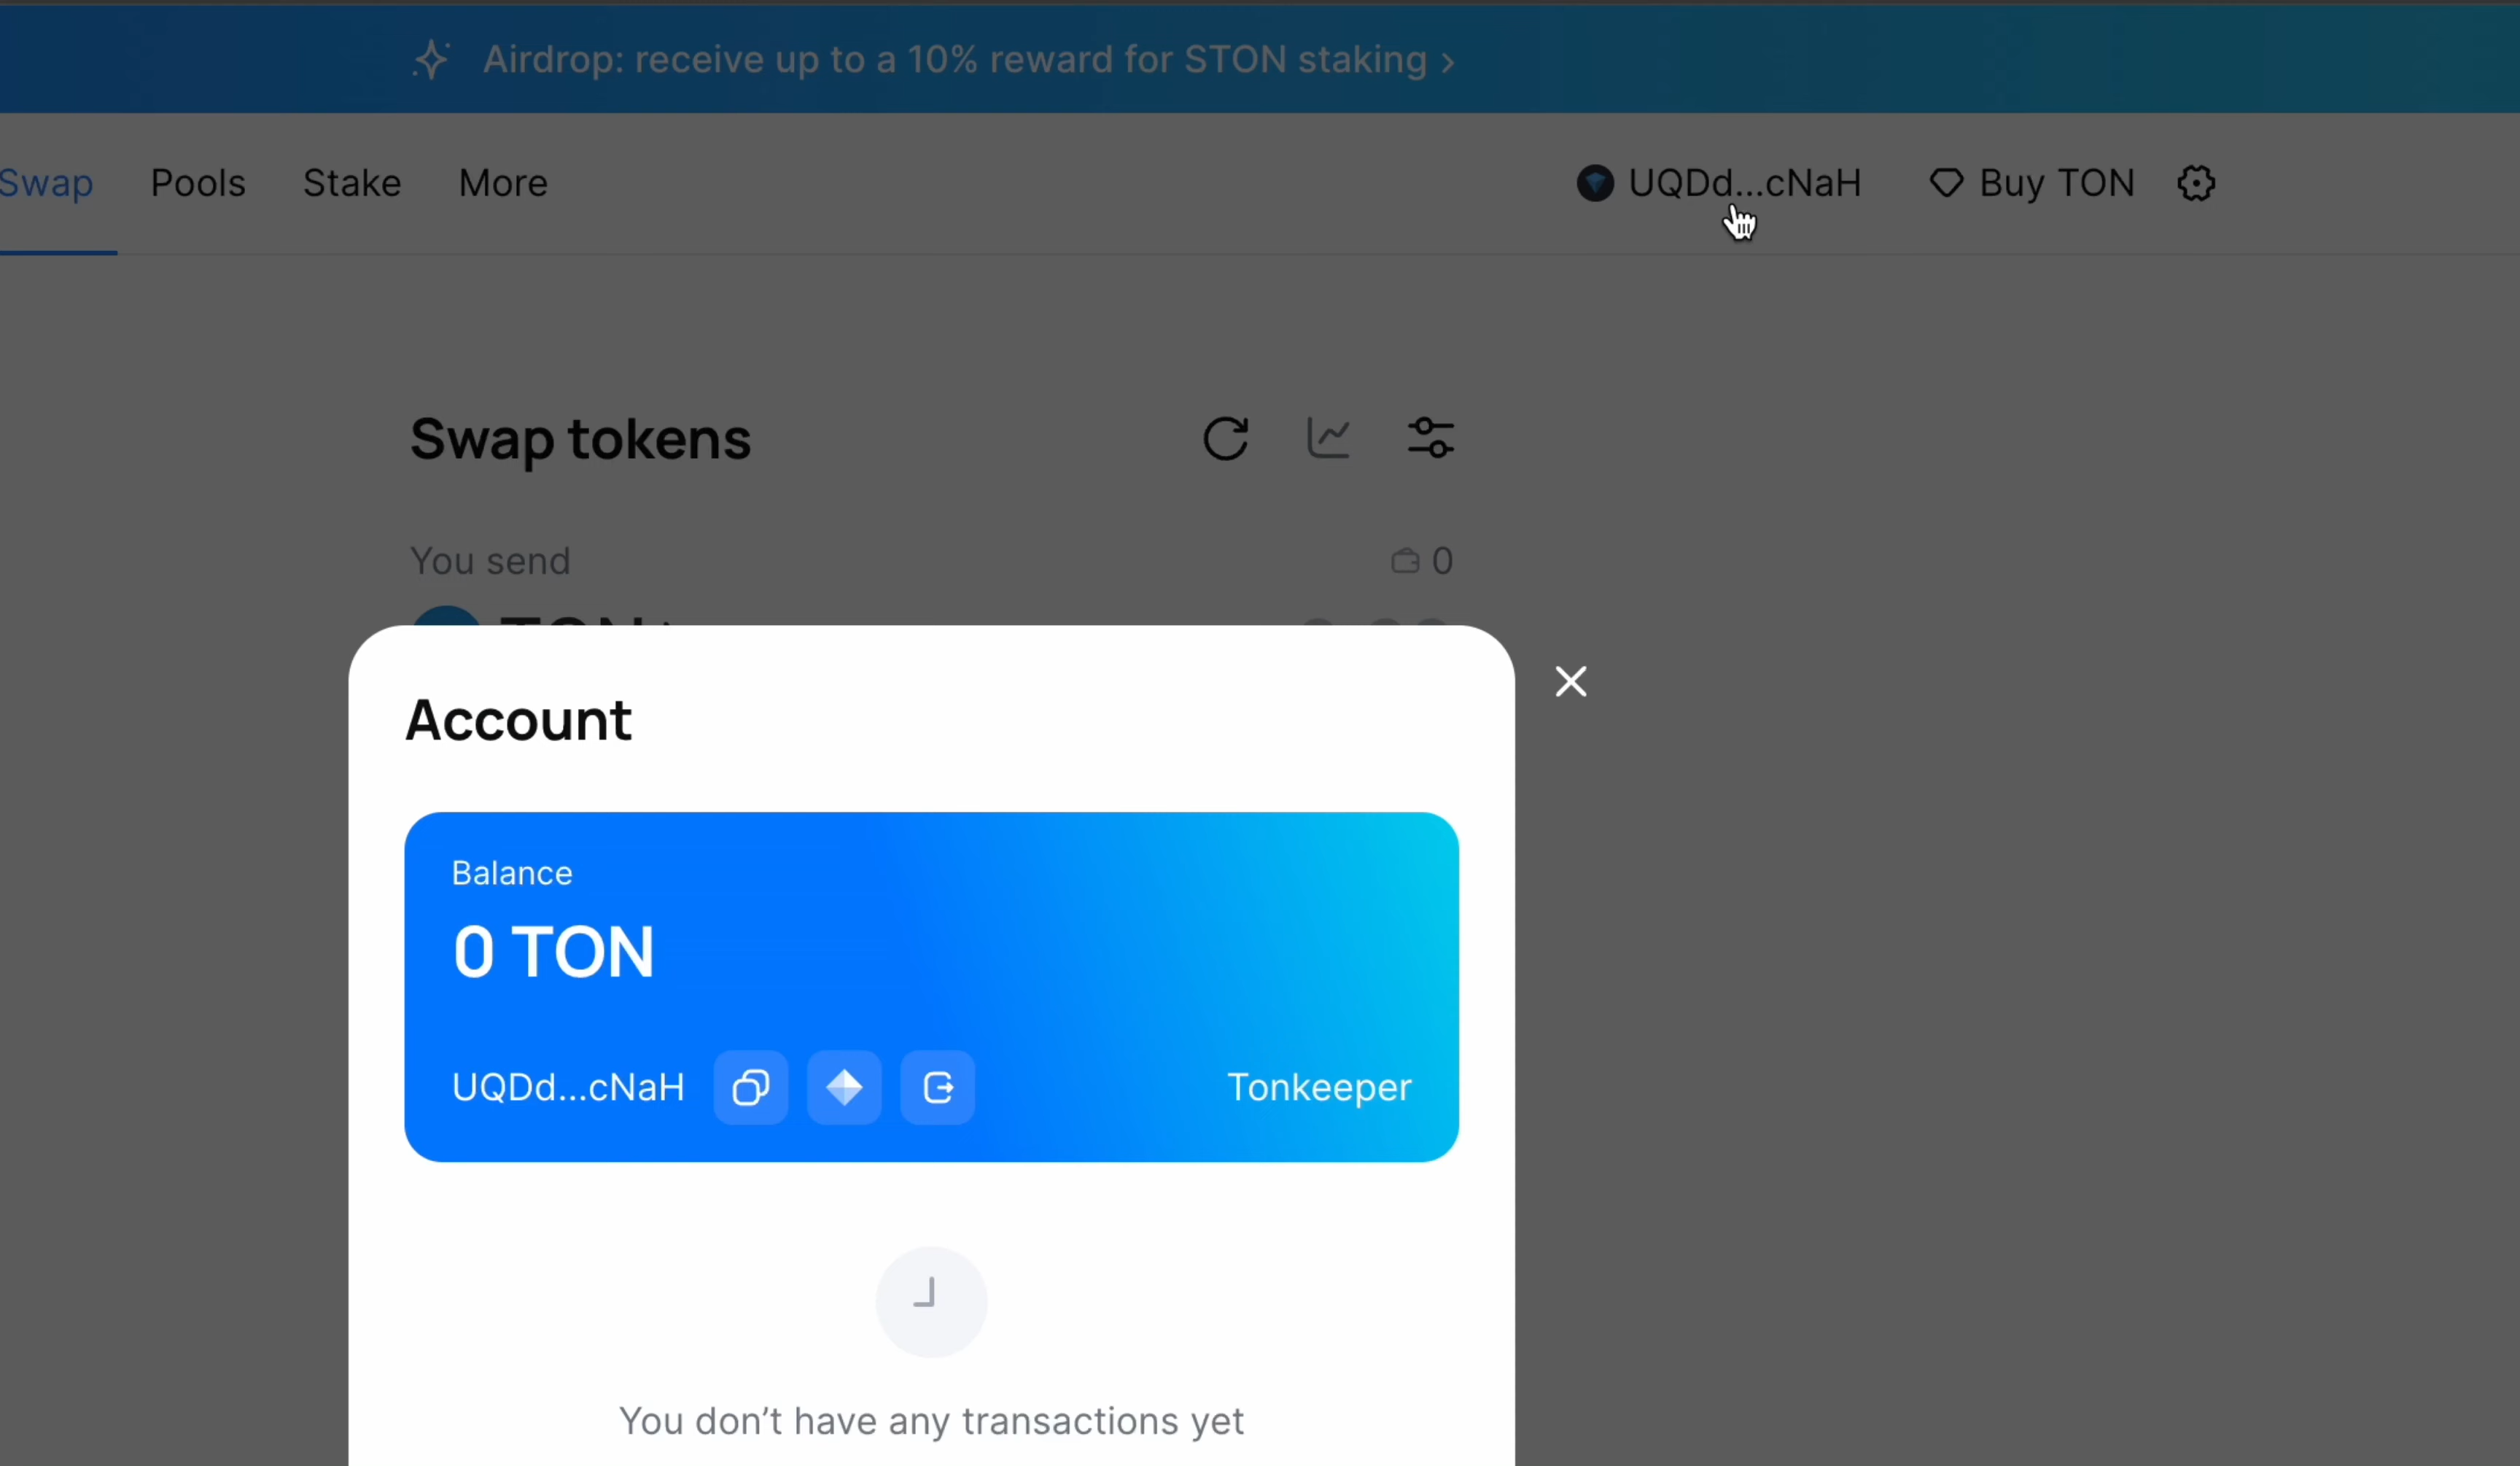 Airdrop: receive up to a 10% reward for STON staking >
Swap Pools Stake More UQDd...cNaH Buy TON
Swap tokens
You send 0
TON
Account
Balance
0 TON
UQDd...cNaH Tonkeeper
You don’t have any transactions yet